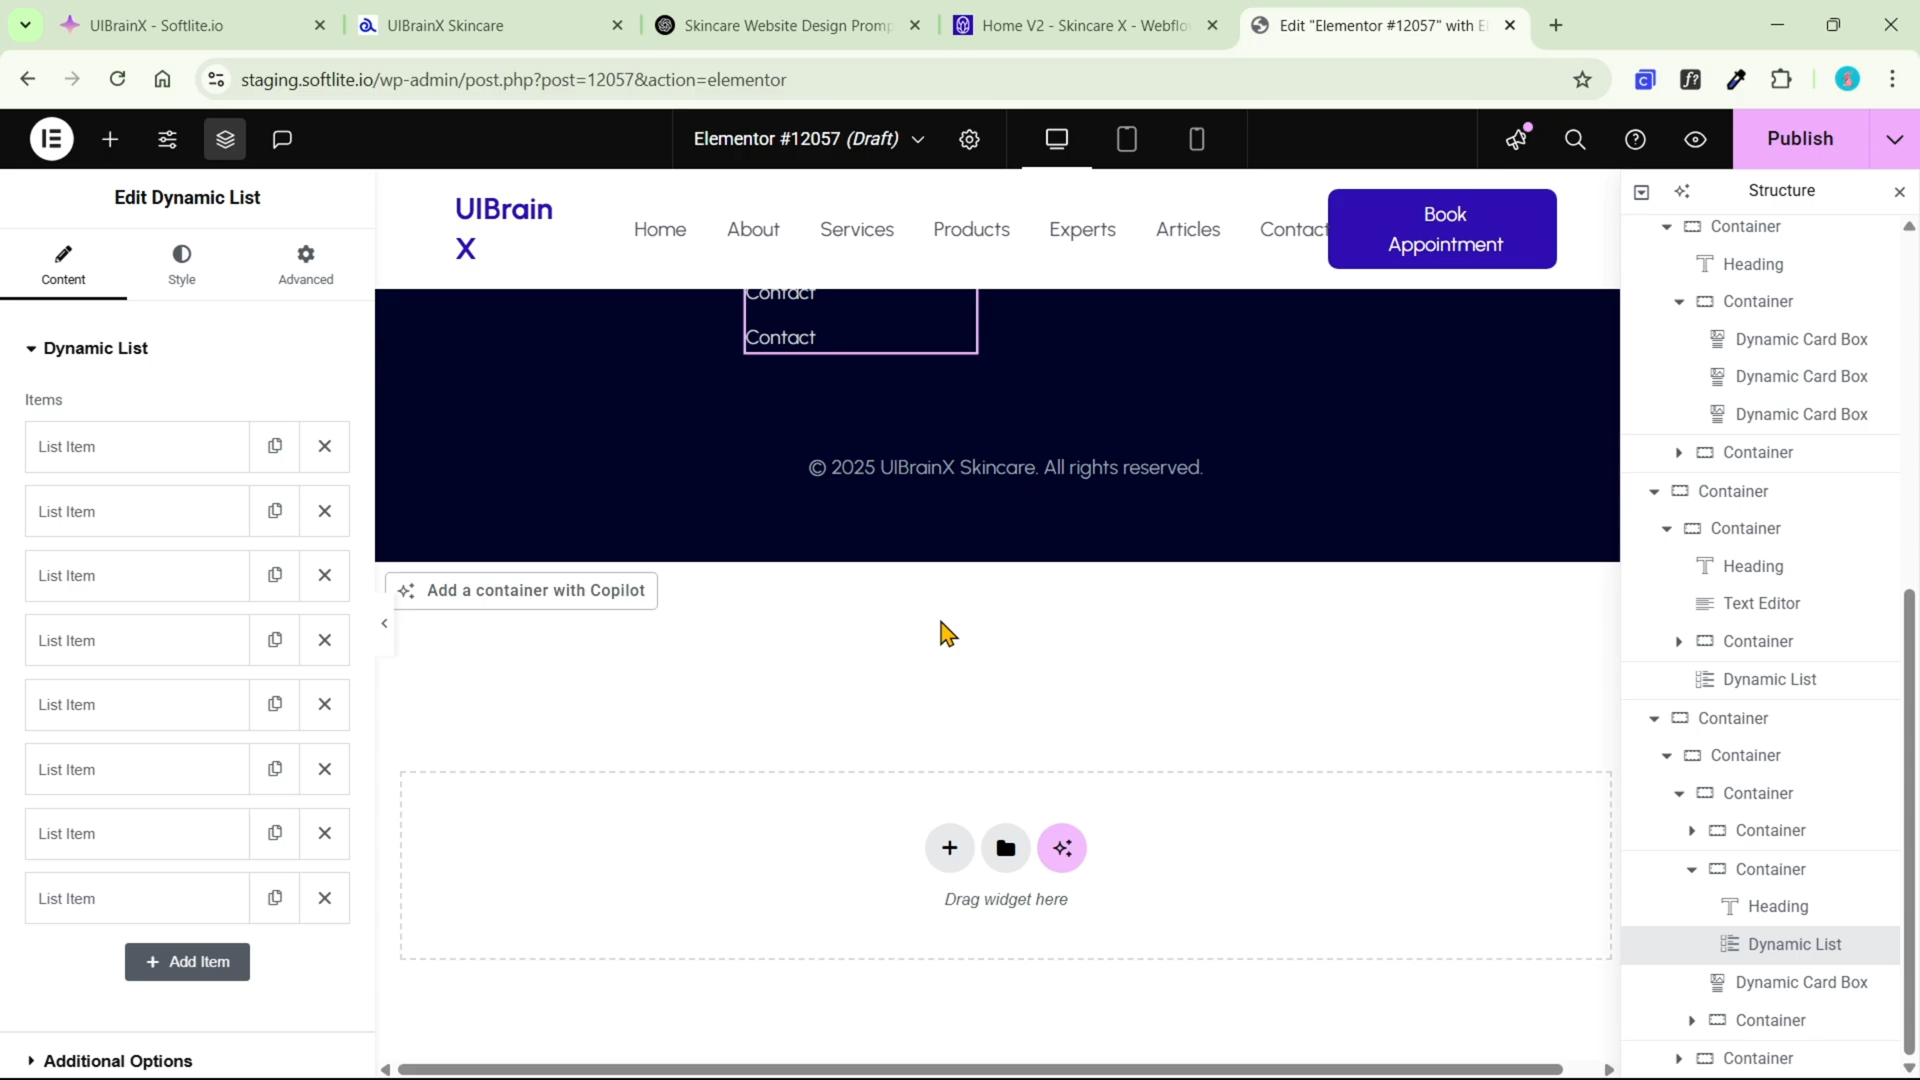 UIBrainX - Softlite.io
UIBrainX Skincare
Skincare Website Design Promp
Home V2 - Skincare X - Webflo
Edit "Elementor #12057" with El
staging.softlite.io/wp-admin/post.php?post=12057&action=elementor
Elementor #12057 (Draft)
Publish
Edit Dynamic List
Content
Style
Advanced
Dynamic List
Items
List Item
List Item
List Item
List Item
List Item
List Item
List Item
List Item
+ Add Item
Additional Options
UIBrain
X
Home
About
Services
Products
Experts
Articles
Contact
Book
Appointment
Contact
Contact
© 2025 UIBrainX Skincare. All rights reserved.
Add a container with Copilot
Drag widget here
Structure
Container
Heading
Container
Dynamic Card Box
Dynamic Card Box
Dynamic Card Box
Container
Container
Container
Heading
Text Editor
Container
Dynamic List
Container
Container
Container
Container
Container
Heading
Dynamic List
Dynamic Card Box
Container
Container